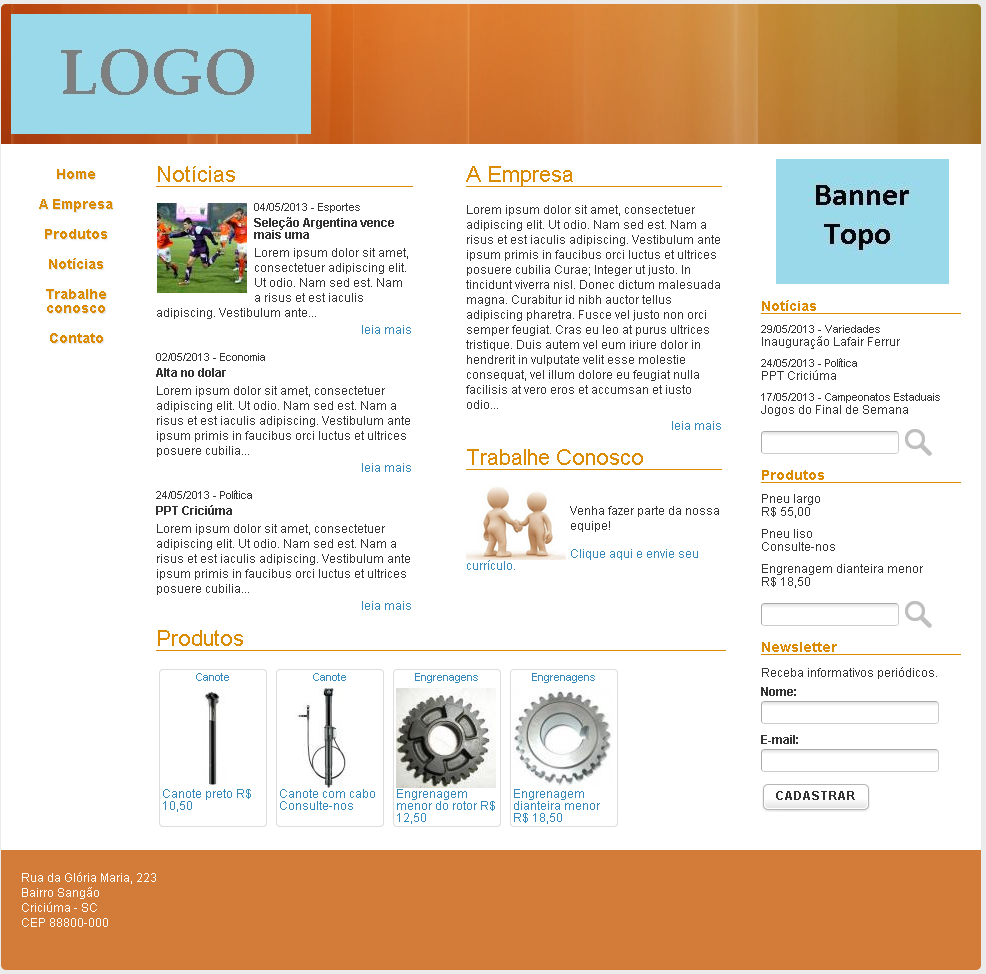 LOGO
Home
A Empresa
Produtos
Notícias
Trabalhe
conosco
Contato
Notícias
04/05/2013 - Esportes
Seleção Argentina vence
mais uma
Lorem ipsum dolor sit amet,
consectetuer adipiscing elit.
Ut odio. Nam sed est. Nam
a risus et est iaculis
adipiscing. Vestibulum ante...
leia mais
02/05/2013 - Economia
Alta no dolar
Lorem ipsum dolor sit amet, consectetuer
adipiscing elit. Ut odio. Nam sed est. Nam a
risus et est iaculis adipiscing. Vestibulum ante
ipsum primis in faucibus orci luctus et ultrices
posuere cubilia...
leia mais
24/05/2013 - Política
PPT Criciúma
Lorem ipsum dolor sit amet, consectetuer
adipiscing elit. Ut odio. Nam sed est. Nam a
risus et est iaculis adipiscing. Vestibulum ante
ipsum primis in faucibus orci luctus et ultrices
posuere cubilia...
leia mais
A Empresa
Lorem ipsum dolor sit amet, consectetuer
adipiscing elit. Ut odio. Nam sed est. Nam a
risus et est iaculis adipiscing. Vestibulum ante
ipsum primis in faucibus orci luctus et ultrices
posuere cubilia Curae; Integer ut justo. In
tincidunt viverra nisl. Donec dictum malesuada
magna. Curabitur id nibh auctor tellus
adipiscing pharetra. Fusce vel justo non orci
semper feugiat. Cras eu leo at purus ultrices
tristique. Duis autem vel eum iriure dolor in
hendrerit in vulputate velit esse molestie
consequat, vel illum dolore eu feugiat nulla
facilisis at vero eros et accumsan et iusto
odio...
leia mais
Trabalhe Conosco
Venha fazer parte da nossa
equipe!
Clique aqui e envie seu
currículo.
Produtos
Canote
Canote preto R$
10,50
Canote
Canote com cabo
Consulte-nos
Engrenagens
Engrenagem
menor do rotor R$
12,50
Engrenagens
Engrenagem
dianteira menor
R$ 18,50
Banner
Topo
Notícias
29/05/2013 - Variedades
Inauguração Lafair Ferrur
24/05/2013 - Política
PPT Criciúma
17/05/2013 - Campeonatos Estaduais
Jogos do Final de Semana
Produtos
Pneu largo
R$ 55,00
Pneu liso
Consulte-nos
Engrenagem dianteira menor
R$ 18,50
Newsletter
Receba informativos periódicos.
Nome:
E-mail:
CADASTRAR
Rua da Glória Maria, 223
Bairro Sangão
Criciúma - SC
CEP 88800-000